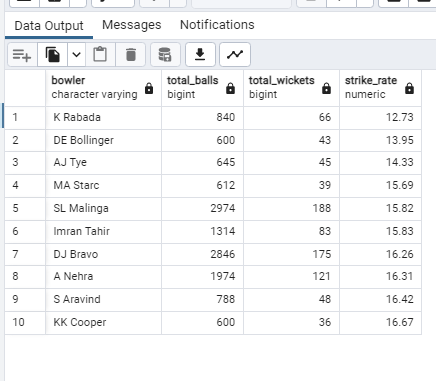 Data Output Messages Notifications
bowler total_balls total_wickets strike_rate
character varying bigint bigint numeric
1 K Rabada 840 66 12.73
2 DE Bollinger 600 43 13.95
3 AJ Tye 645 45 14.33
4 MA Starc 612 39 15.69
5 SL Malinga 2974 188 15.82
6 Imran Tahir 1314 83 15.83
7 DJ Bravo 2846 175 16.26
8 A Nehra 1974 121 16.31
9 S Aravind 788 48 16.42
10 KK Cooper 600 36 16.67